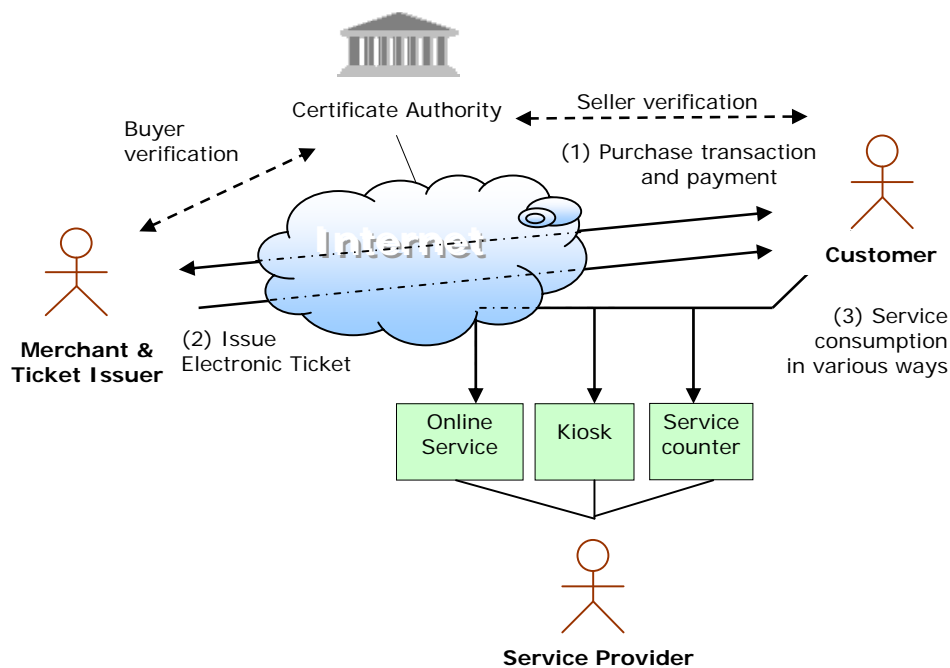 Certificate Authority
Seller verification
Buyer
verification
(1) Purchase transaction
and payment
Internet
Customer
(2) Issue
Electronic Ticket
Merchant &
Ticket Issuer
(3) Service
consumption
in various ways
Online
Service
Kiosk
Service
counter
Service Provider